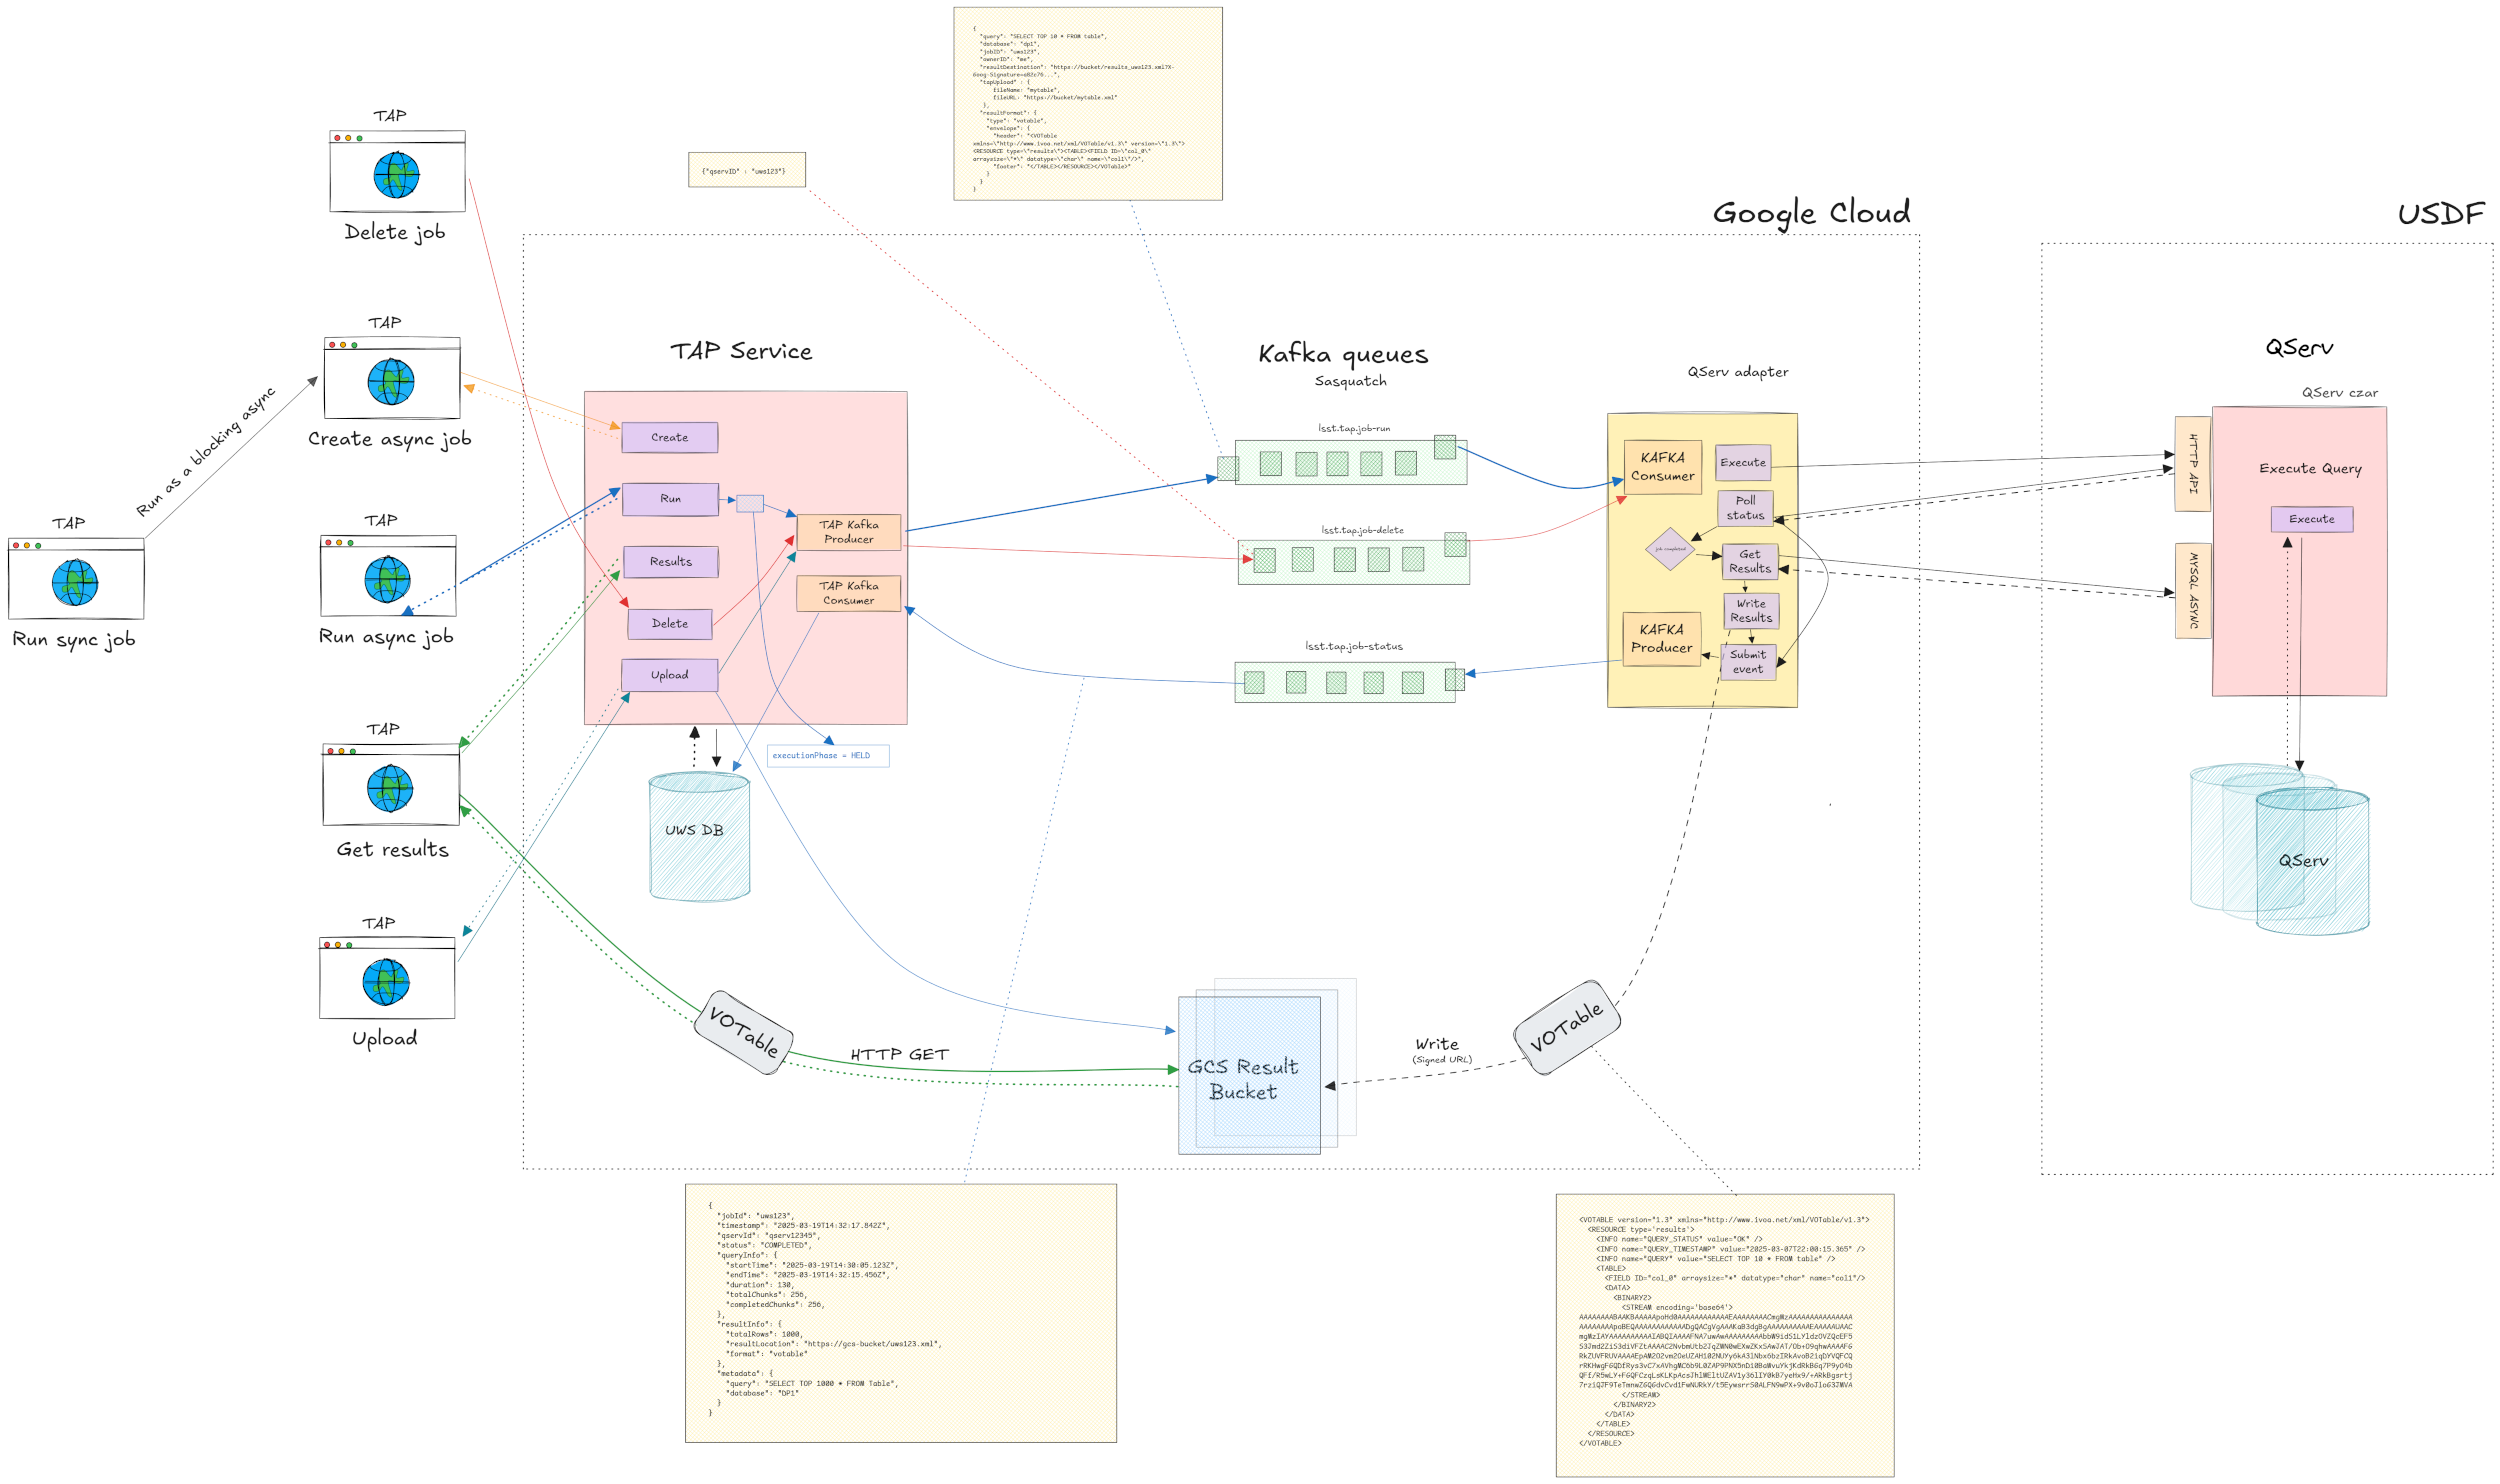 {
"query": "SELECT TOP 10 * FROM table",
"database": "dp1",
"jobID": "uws123",
"ownerID": "me",
"resultDestination": "https://bucket/results_uws123.xml?X-
Goog-Signature=a82c76...",
"tapUpload" : {
fileName: "mytable",
fileURL: "https://bucket/mytable.xml"
},
"resultFormat": {
"type": "votable",
"envelope": {
"header": "<VOTable
xmlns=\"http://www.ivoa.net/xml/VOTable/v1.3\" version=\"1.3\">
<RESOURCE type=\"results\"><TABLE><FIELD ID=\"col_0\"
arraysize=\"*\" datatype=\"char\" name=\"col1\"/>",
"footer": "</TABLE></RESOURCE></VOTable>"
}
}
}
{"qservID" : "uws123"}
TAP
Delete job
TAP
Create async job
Run as a blocking async
TAP
Run sync job
TAP
Run async job
TAP
Get results
TAP
Upload
Google Cloud
USDF
TAP Service
Create
Run
Results
Delete
Upload
TAP Kafka
Producer
TAP Kafka
Consumer
executionPhase = HELD
UWS DB
Kafka queues
Sasquatch
lsst.tap.job-run
lsst.tap.job-delete
lsst.tap.job-status
QServ adapter
KAFKA
Consumer
Execute
Poll
status
job completed
Get
Results
Write
Results
KAFKA
Producer
Submit
event
QServ
QServ czar
HTTP API
MYSQL ASYNC
Execute Query
Execute
QServ
VOTable
HTTP GET
GCS Result
Bucket
Write
(Signed URL)
VOTable
{
"jobId": "uws123",
"timestamp": "2025-03-19T14:32:17.842Z",
"qservId": "qserv12345",
"status": "COMPLETED",
"queryInfo": {
"startTime": "2025-03-19T14:30:05.123Z",
"endTime": "2025-03-19T14:32:15.456Z",
"duration": 130,
"totalChunks": 256,
"completedChunks": 256,
},
"resultInfo": {
"totalRows": 1000,
"resultLocation": "https://gcs-bucket/uws123.xml",
"format": "votable"
},
"metadata": {
"query": "SELECT TOP 1000 * FROM Table",
"database": "DP1"
}
}
<VOTABLE version="1.3" xmlns="http://www.ivoa.net/xml/VOTable/v1.3">
<RESOURCE type='results'>
<INFO name="QUERY_STATUS" value="OK" />
<INFO name="QUERY_TIMESTAMP" value="2025-03-07T22:00:15.365" />
<INFO name="QUERY" value="SELECT TOP 10 * FROM table" />
<TABLE>
<FIELD ID="col_0" arraysize="*" datatype="char" name="col1"/>
<DATA>
<BINARY2>
<STREAM encoding='base64'>
</STREAM>
</BINARY2>
</DATA>
</TABLE>
</RESOURCE>
</VOTABLE>